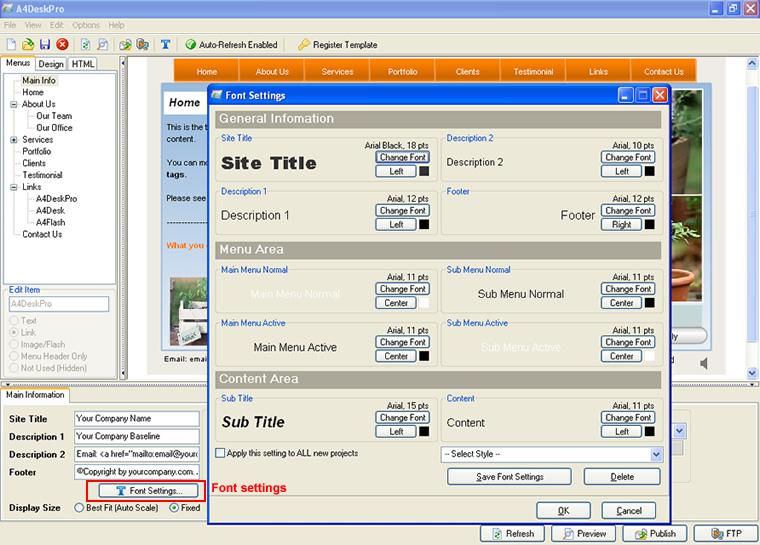 A4DeskPro
File View Edit Options Help
Auto-Refresh Enabled Register Template
Menus Design HTML
Main Info
Home
About Us
Our Team
Our Office
Services
Portfolio
Clients
Testimonial
Links
A4DeskPro
A4Desk
A4Flash
Contact Us
Edit Item
A4DeskPro
Text
Link
Image/Flash
Menu Header Only
Not Used (Hidden)
Home About Us Services Portfolio Clients Testimonial Links Contact Us
Home
This is the
content.
You can mo
tags.
Please see
What you
Email: emai
Font Settings
General Infomation
Site Title
Arial Black, 18 pts
Site Title
Change Font
Left
Description 2
Arial, 10 pts
Description 2
Change Font
Left
Description 1
Arial, 12 pts
Description 1
Change Font
Left
Footer
Arial, 12 pts
Footer
Change Font
Right
Menu Area
Main Menu Normal
Arial, 11 pts
Main Menu Normal
Change Font
Center
Sub Menu Normal
Arial, 11 pts
Sub Menu Normal
Change Font
Center
Main Menu Active
Arial, 11 pts
Main Menu Active
Change Font
Center
Sub Menu Active
Arial, 11 pts
Sub Menu Active
Change Font
Center
Content Area
Sub Title
Arial, 15 pts
Sub Title
Change Font
Left
Content
Arial, 11 pts
Content
Change Font
Left
Apply this setting to ALL new projects
-- Select Style --
Save Font Settings Delete
OK Cancel
Main Information
Site Title Your Company Name
Description 1 Your Company Baseline
Description 2 Email: <a href="mailto:email@your
Footer ©Copyright by yourcompany.com.
Font Settings...
Font settings
Display Size Best Fit (Auto Scale) Fixed
Refresh Preview Publish FTP